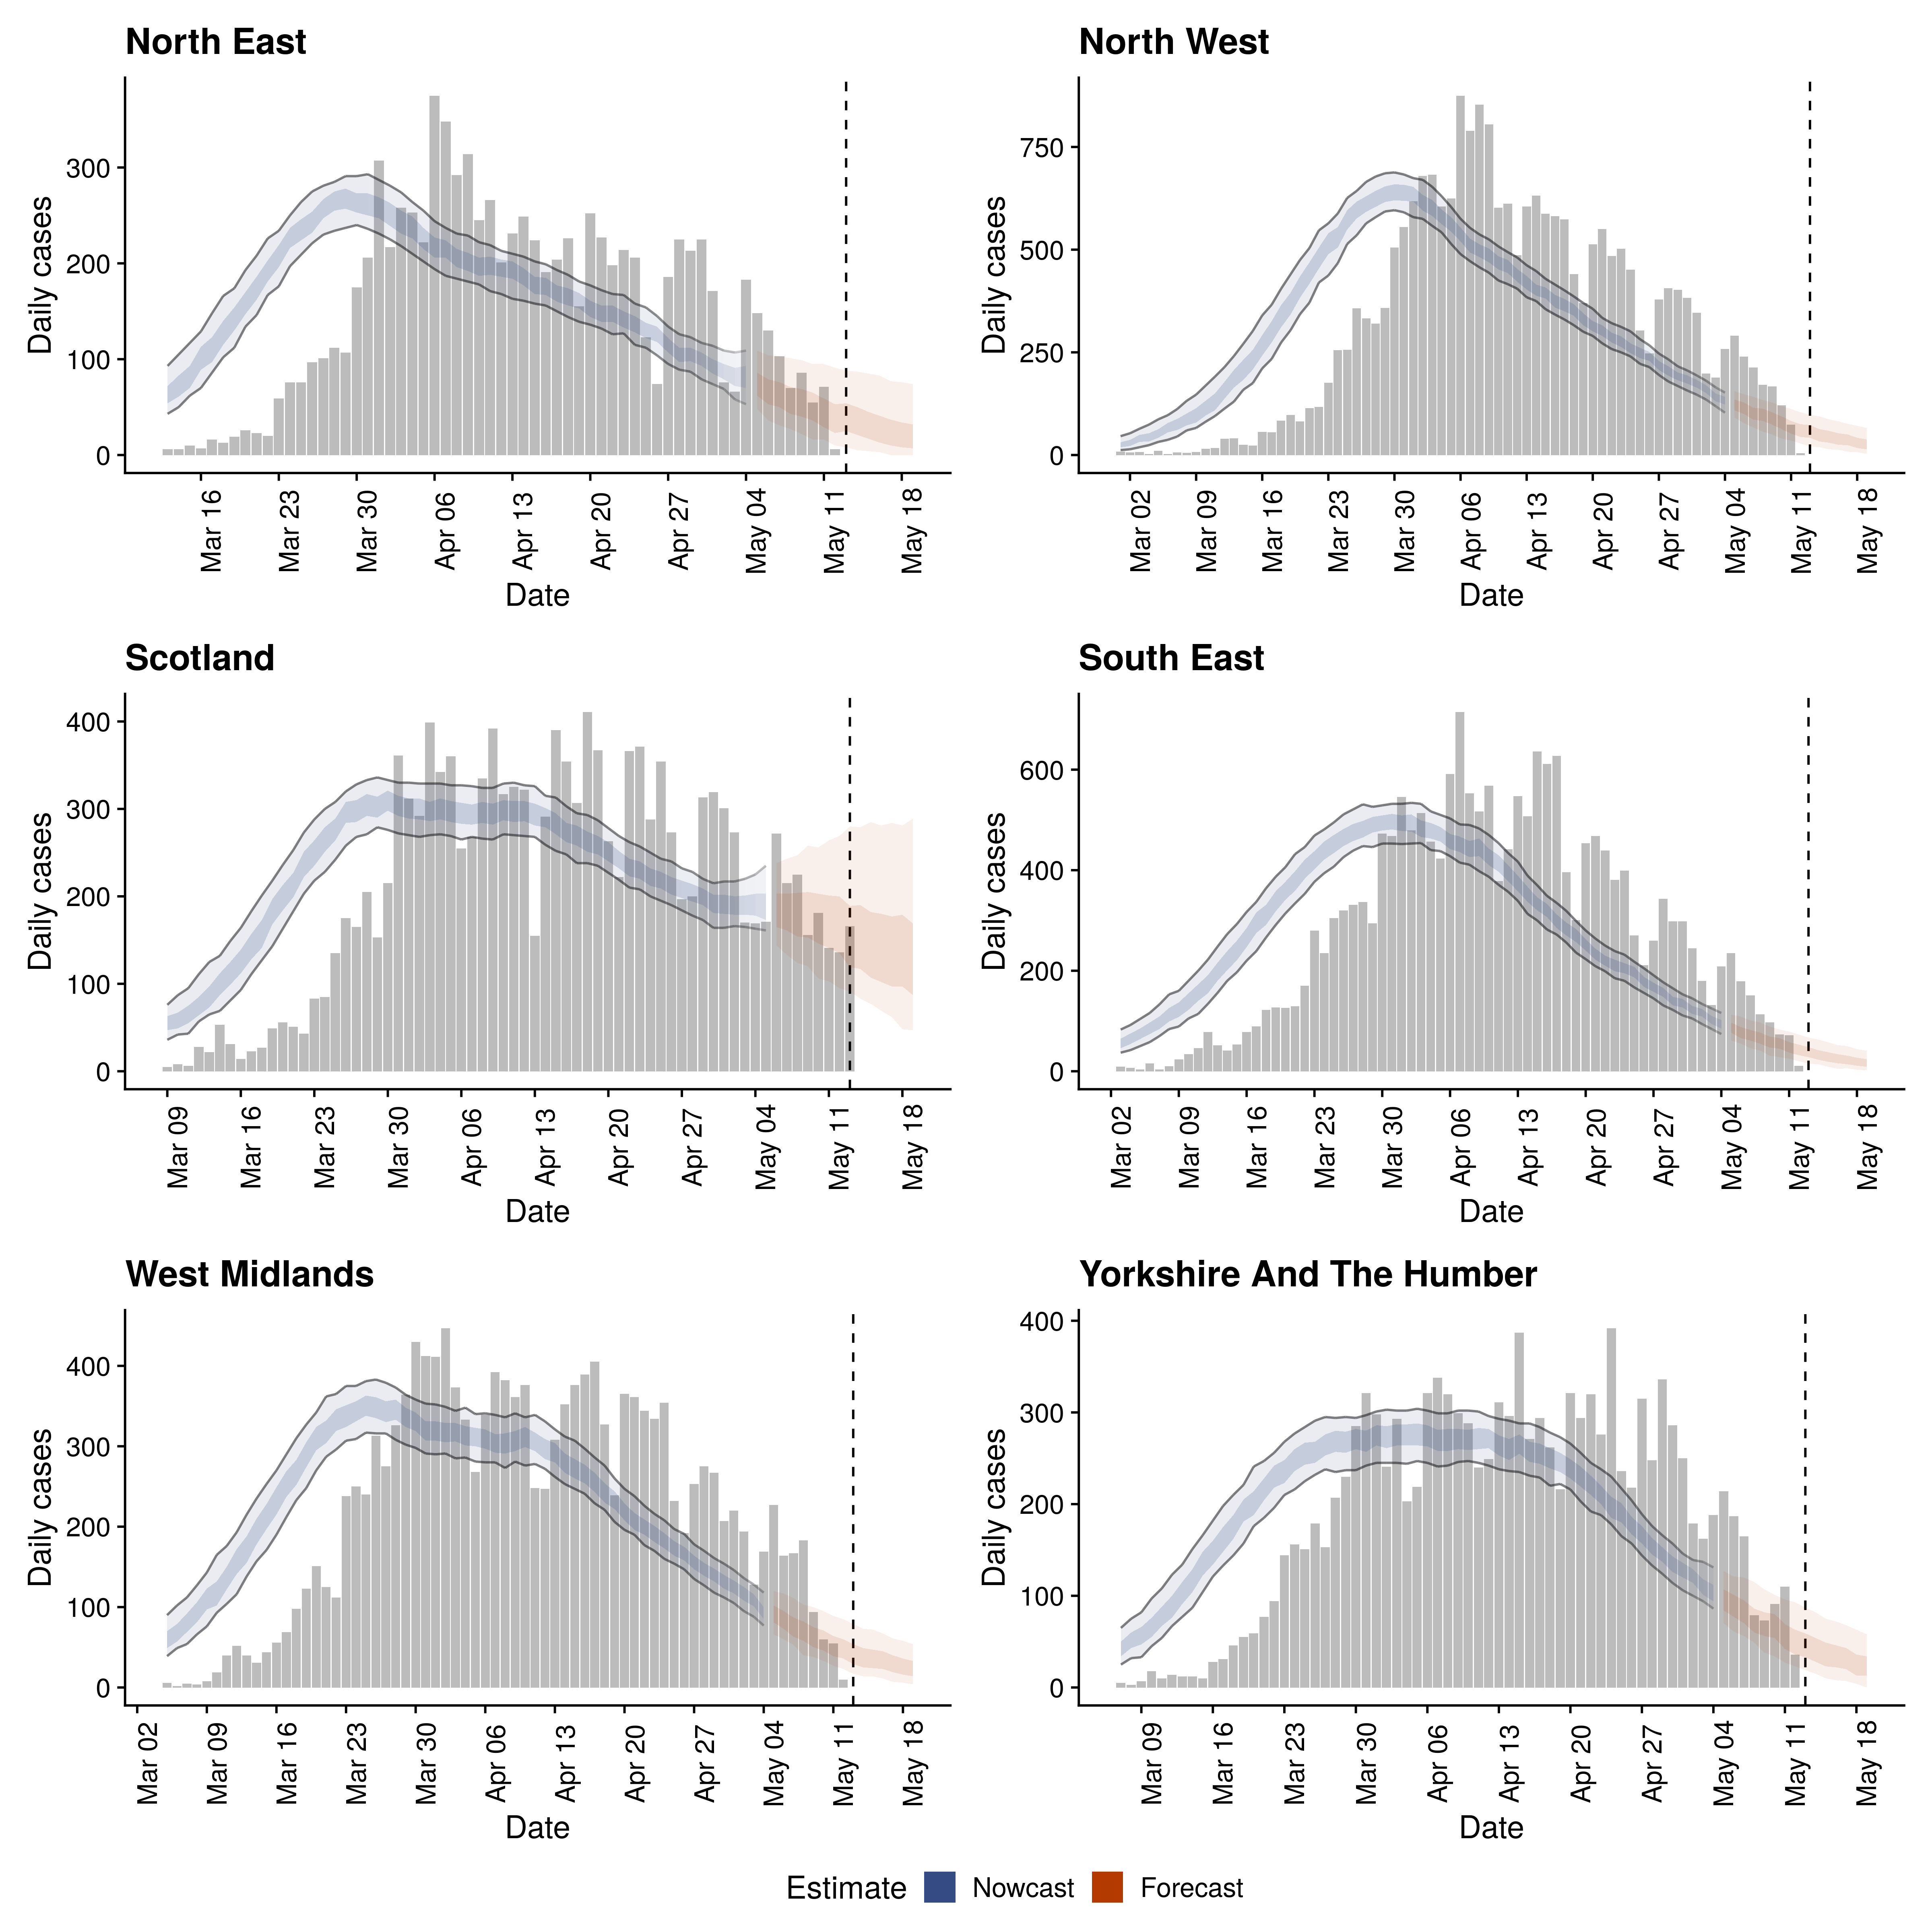 North East
Daily cases
300
200
100
0
Mar 16 Mar 23 Mar 30 Apr 06 Apr 13 Apr 20 Apr 27 May 04 May 11 May 18
Date
North West
Daily cases
750
500
250
0
Mar 02 Mar 09 Mar 16 Mar 23 Mar 30 Apr 06 Apr 13 Apr 20 Apr 27 May 04 May 11 May 18
Date
Scotland
Daily cases
400
300
200
100
0
Mar 09 Mar 16 Mar 23 Mar 30 Apr 06 Apr 13 Apr 20 Apr 27 May 04 May 11 May 18
Date
South East
Daily cases
600
400
200
0
Mar 02 Mar 09 Mar 16 Mar 23 Mar 30 Apr 06 Apr 13 Apr 20 Apr 27 May 04 May 11 May 18
Date
West Midlands
Daily cases
400
300
200
100
0
Mar 02 Mar 09 Mar 16 Mar 23 Mar 30 Apr 06 Apr 13 Apr 20 Apr 27 May 04 May 11 May 18
Date
Yorkshire And The Humber
Daily cases
400
300
200
100
0
Mar 09 Mar 16 Mar 23 Mar 30 Apr 06 Apr 13 Apr 20 Apr 27 May 04 May 11 May 18
Date
Estimate Nowcast Forecast